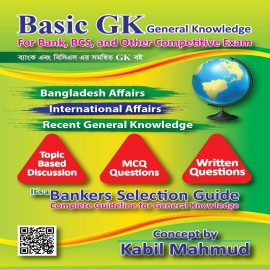 Basic GK General Knowledge
For Bank, BCS, and Other Competitive Exam
ব্যাংক এবং বিসিএস এর সমন্বিত GK বই
Bangladesh Affairs
International Affairs
Recent General Knowledge
Topic
Based
Discussion
MCQ
Questions
Written
Questions
It's a Bankers Selection Guide
Complete Guideline for General Knowledge
Concept by
Kabil Mahmud